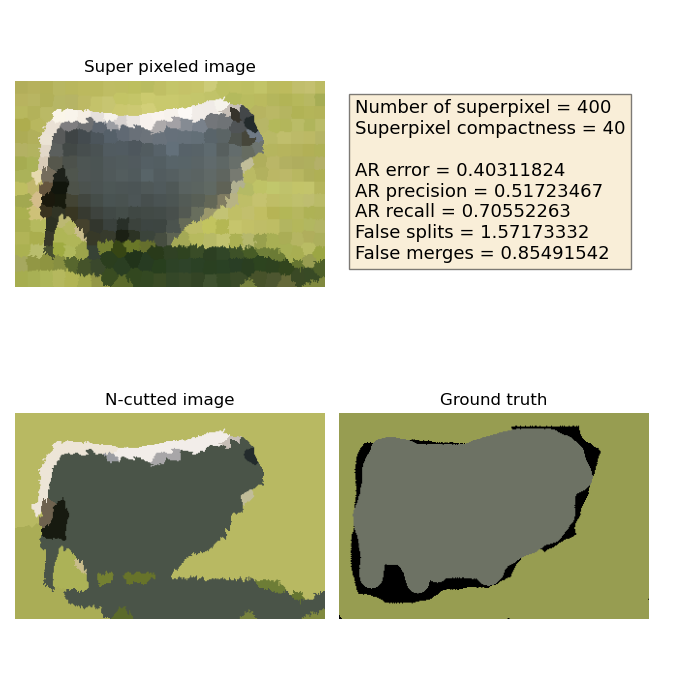 Super pixeled image
Number of superpixel = 400
Superpixel compactness = 40
AR error = 0.40311824
AR precision = 0.51723467
AR recall = 0.70552263
False splits = 1.57173332
False merges = 0.85491542
N-cutted image
Ground truth